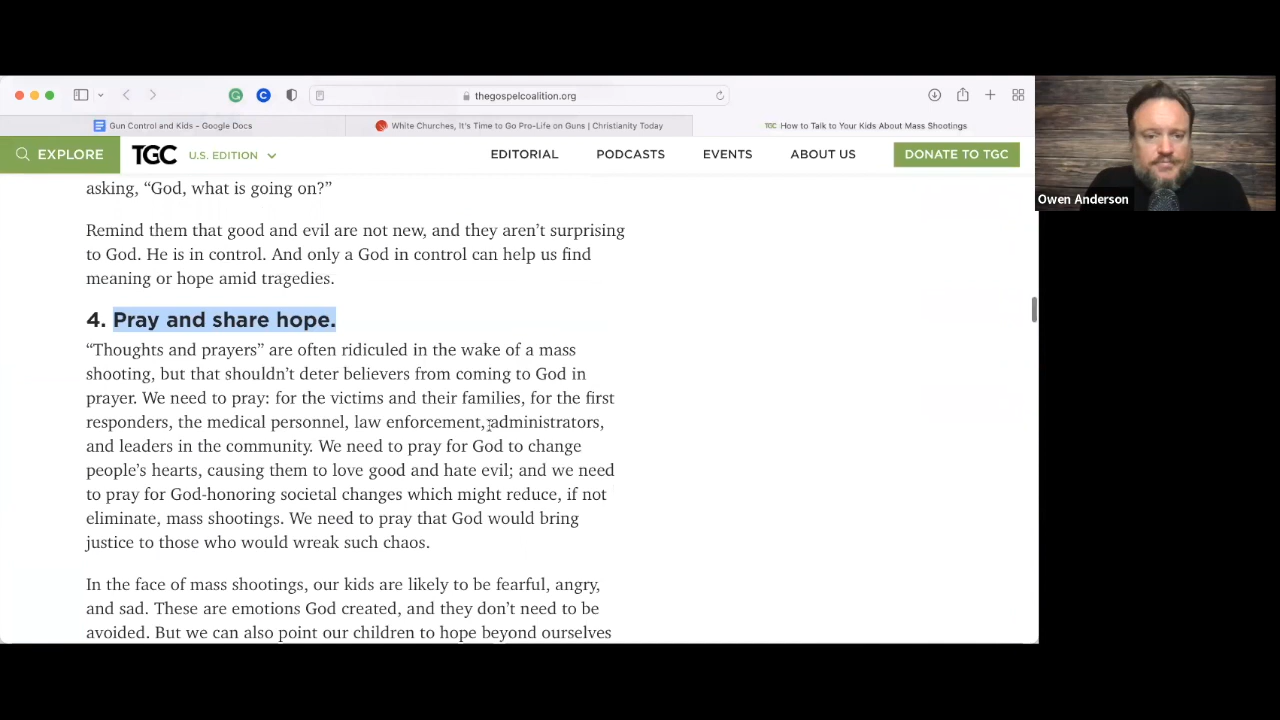 thegospelcoalition.org
Gun Control and Kids - Google Docs
White Churches, It's Time to Go Pro-Life on Guns | Christianity Today
TGC How to Talk to Your Kids About Mass Shootings
EXPLORE
TGC
U.S. EDITION
EDITORIAL
PODCASTS
EVENTS
ABOUT US
DONATE TO TGC
Owen Anderson
asking, “God, what is going on?”
Remind them that good and evil are not new, and they aren’t surprising
to God. He is in control. And only a God in control can help us find
meaning or hope amid tragedies.
4. Pray and share hope.
“Thoughts and prayers” are often ridiculed in the wake of a mass
shooting, but that shouldn’t deter believers from coming to God in
prayer. We need to pray: for the victims and their families, for the first
responders, the medical personnel, law enforcement, administrators,
and leaders in the community. We need to pray for God to change
people’s hearts, causing them to love good and hate evil; and we need
to pray for God-honoring societal changes which might reduce, if not
eliminate, mass shootings. We need to pray that God would bring
justice to those who would wreak such chaos.
In the face of mass shootings, our kids are likely to be fearful, angry,
and sad. These are emotions God created, and they don’t need to be
avoided. But we can also point our children to hope beyond ourselves